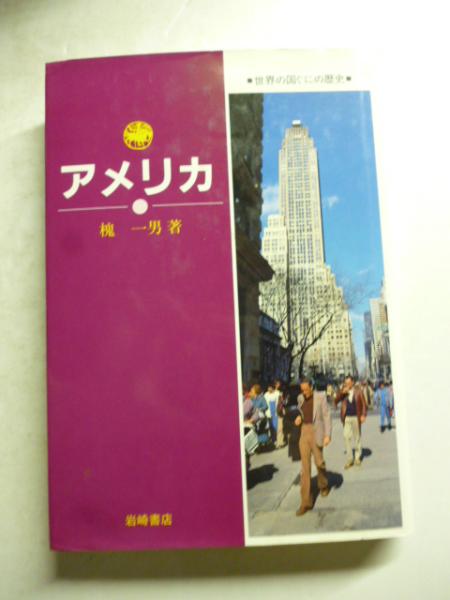 ■世界の国ぐにの歴史■
アメリカ
槐 一男著
岩崎書店